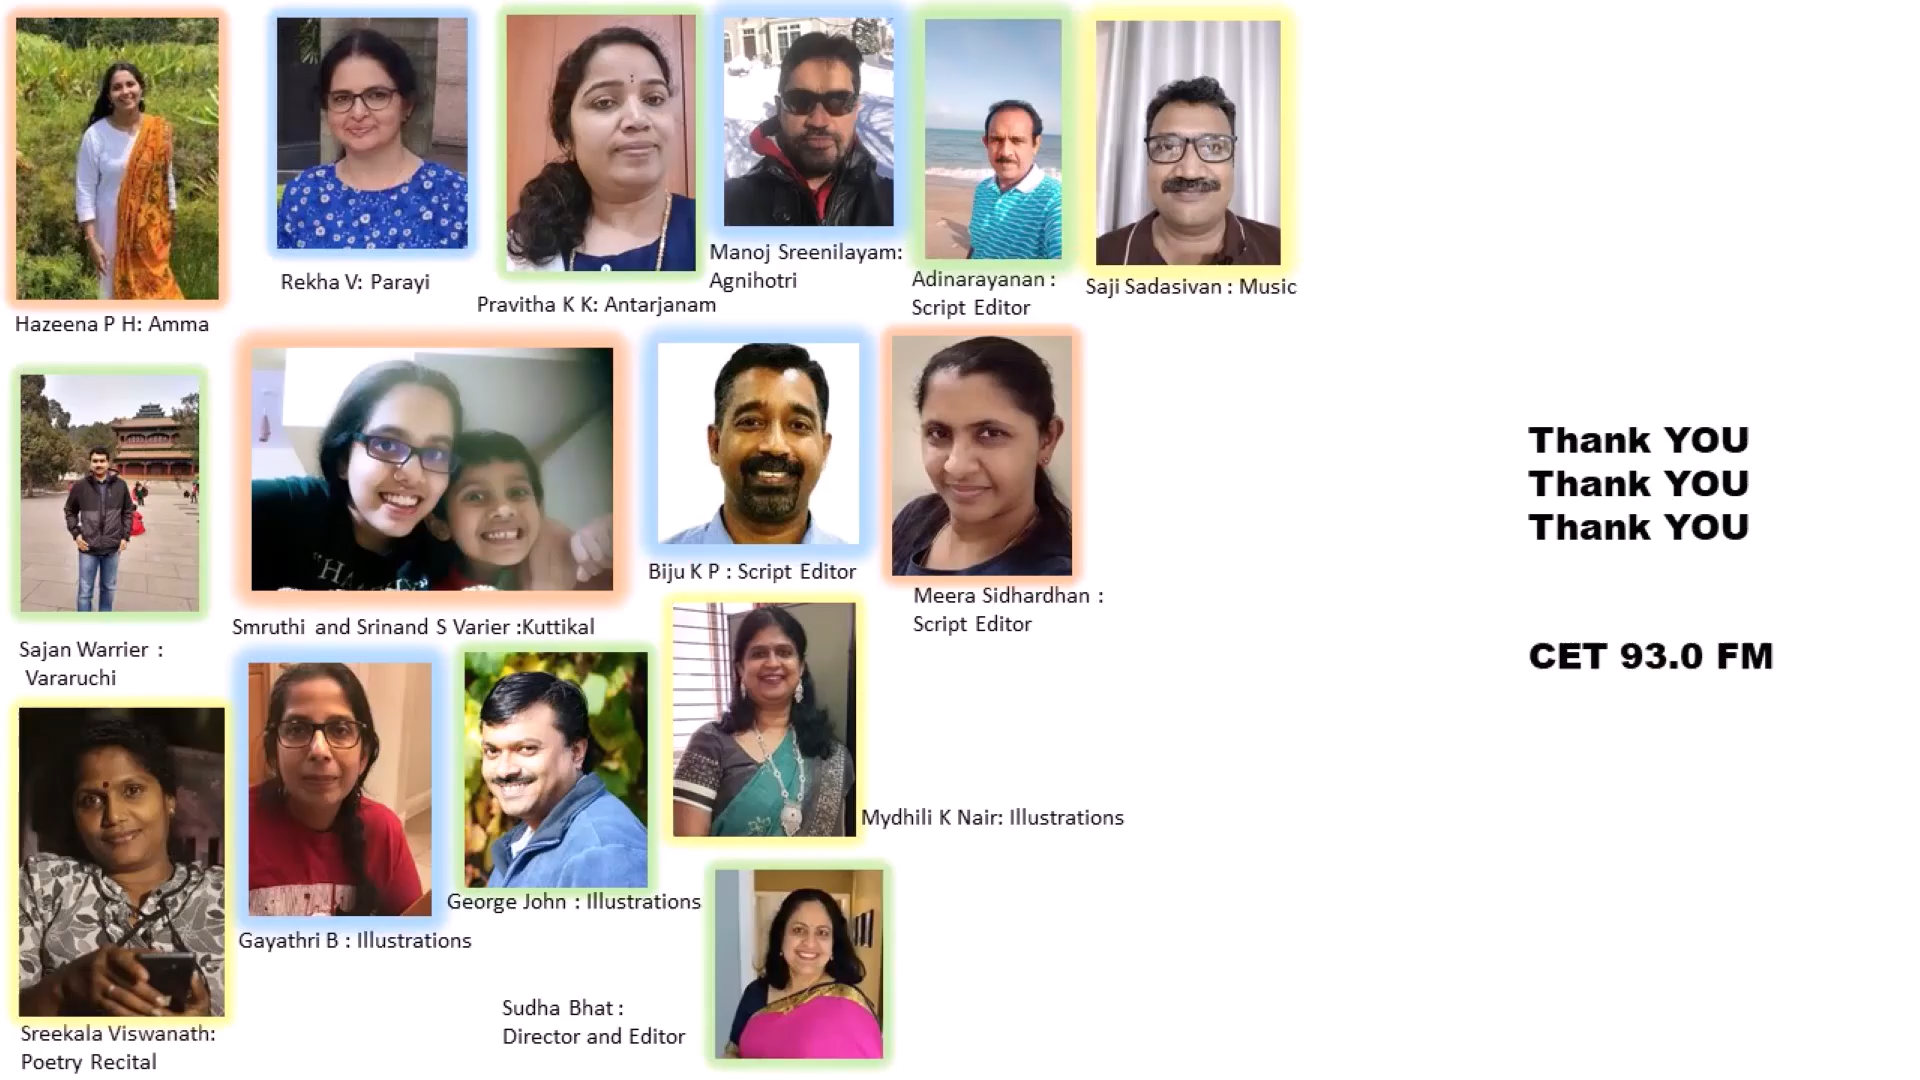 Hazeena P H: Amma
Rekha V: Parayi
Pravitha K K: Antarjanam
Manoj Sreenilayam:
Agnihotri
Adinarayanan :
Script Editor
Saji Sadasivan : Music
Sajan Warrier :
Vararuchi
Smruthi and Srinand S Varier :Kuttikal
Biju K P : Script Editor
Meera Sidhardhan :
Script Editor
Thank YOU
Thank YOU
Thank YOU
CET 93.0 FM
Sreekala Viswanath:
Poetry Recital
Gayathri B : Illustrations
George John : Illustrations
Mydhili K Nair: Illustrations
Sudha Bhat :
Director and Editor